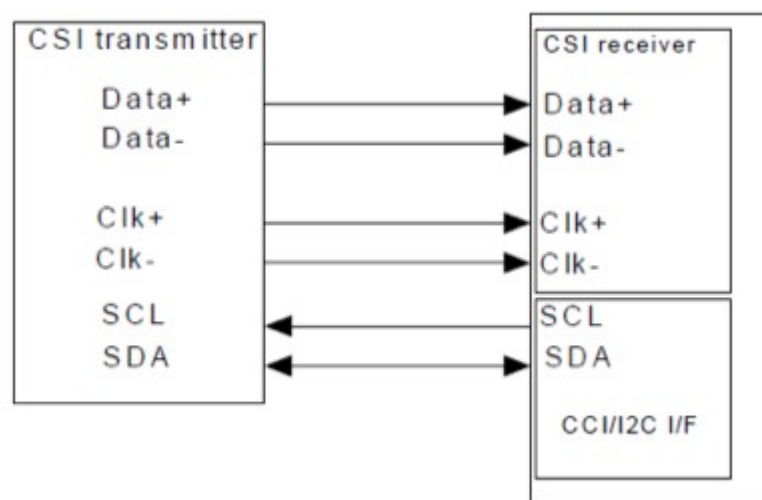 CSI transmitter
Data+
Data-
Clk+
Clk-
SCL
SDA
CSI receiver
Data+
Data-
Clk+
Clk-
SCL
SDA
CCI/I2C I/F